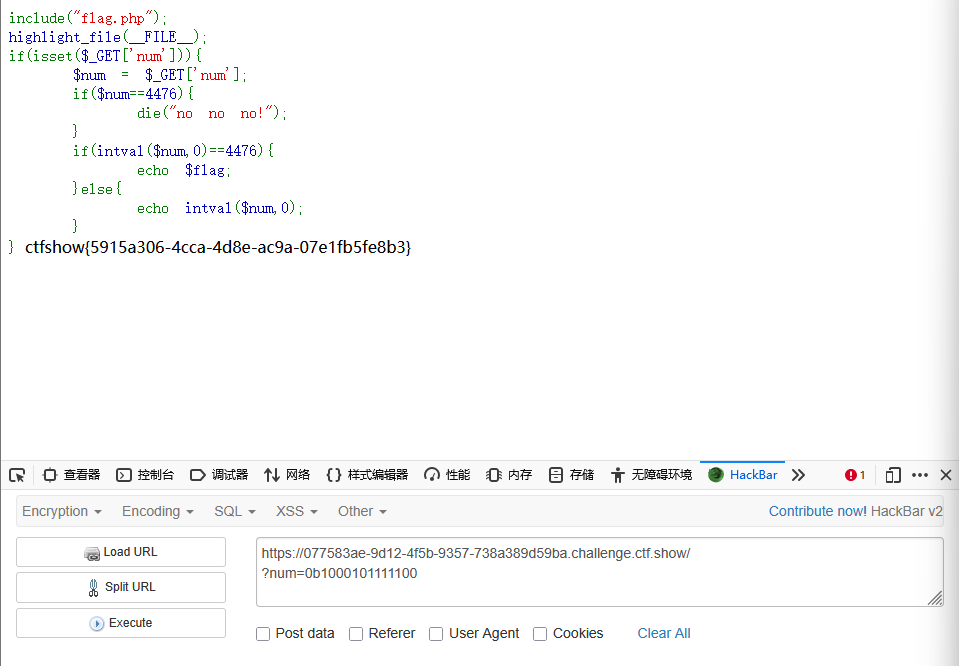 include("flag.php");
highlight_file(__FILE__);
if(isset($_GET['num'])){
        $num = $_GET['num'];
        if($num==4476){
                die("no no no!");
        }
        if(intval($num,0)==4476){
                echo $flag;
        }else{
                echo intval($num,0);
        }
} ctfshow{5915a306-4cca-4d8e-ac9a-07e1fb5fe8b3}
查看器 控制台 调试器 网络 {} 样式编辑器 性能 内存 存储 无障碍环境 HackBar 1
Encryption Encoding SQL XSS Other Contribute now! HackBar v2
Load URL
Split URL
Execute
https://077583ae-9d12-4f5b-9357-738a389d59ba.challenge.ctf.show/
?num=0b1000101111100
Post data Referer User Agent Cookies Clear All